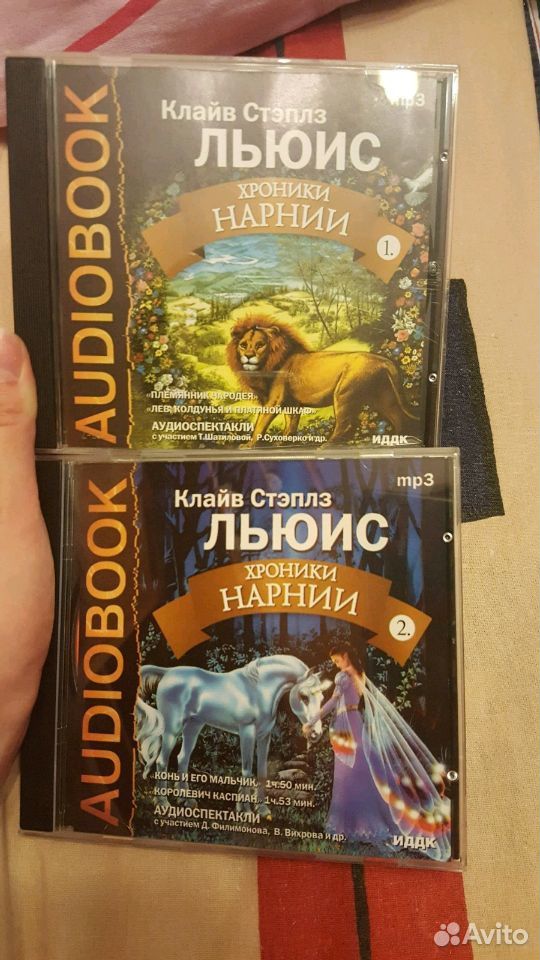 AUDIOBOOK
mp3
Клайв Стэплз
ЛЬЮИС
ХРОНИКИ
НАРНИИ
1.
«ПЛЕМЯННИК ЧАРОДЕЯ»
«ЛЕВ, КОЛДУНЬЯ И ПЛАТЯНОЙ ШКАФ»
АУДИОСПЕКТАКЛИ
с участием Т.Шатиловой, Р.Суховерко и др.
ИДДК
AUDIOBOOK
mp3
Клайв Стэплз
ЛЬЮИС
ХРОНИКИ
НАРНИИ
2.
«КОНЬ И ЕГО МАЛЬЧИК» 1ч.50 мин.
«КОРОЛЕВИЧ КАСПИАН» 1ч.53 мин.
АУДИОСПЕКТАКЛИ
с участием Д. Филимонова, В. Вихрова и др.
ИДДК
Avito